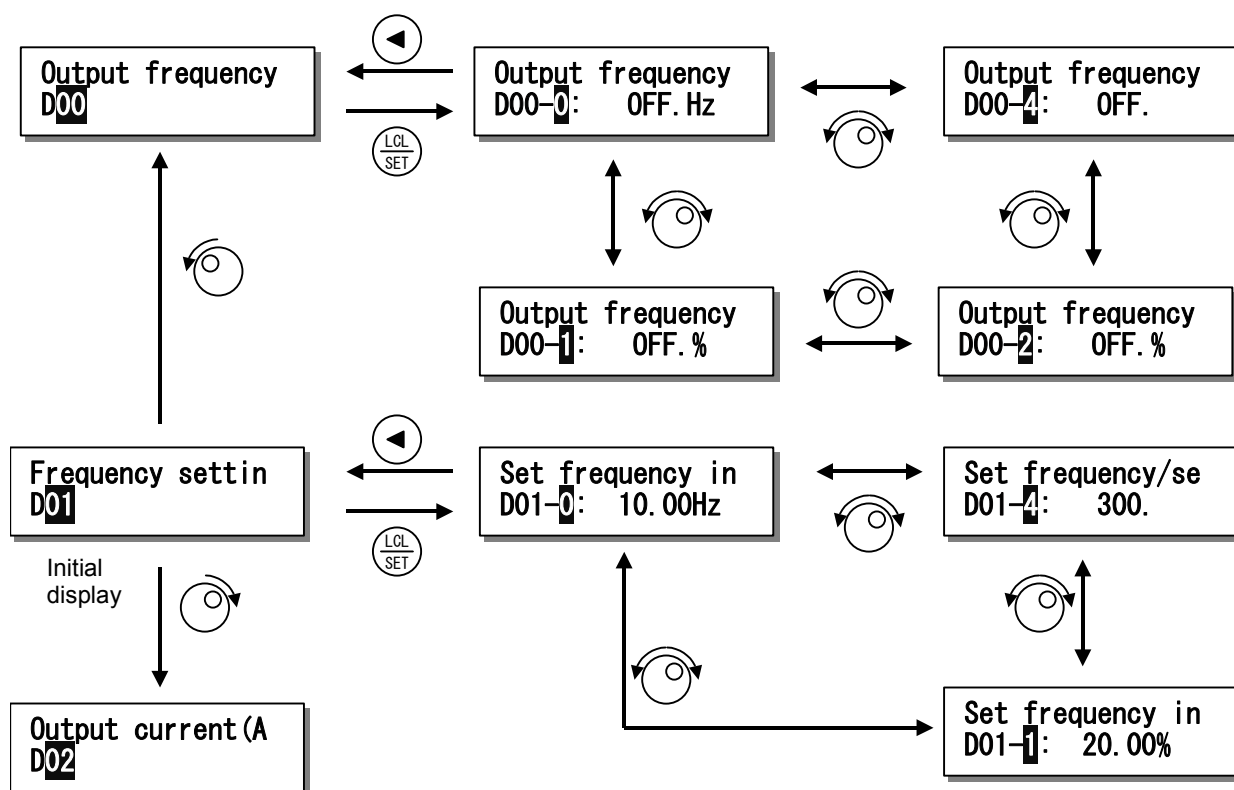 Output frequency
D00
LCL
SET
Output frequency
D00-0: OFF.Hz
Output frequency
D00-4: OFF.
Output frequency
D00-1: OFF.%
Output frequency
D00-2: OFF.%
Frequency settin
D01
Initial
display
LCL
SET
Set frequency in
D01-0: 10.00Hz
Set frequency/se
D01-4: 300.
Output current(A
D02
Set frequency in
D01-1: 20.00%